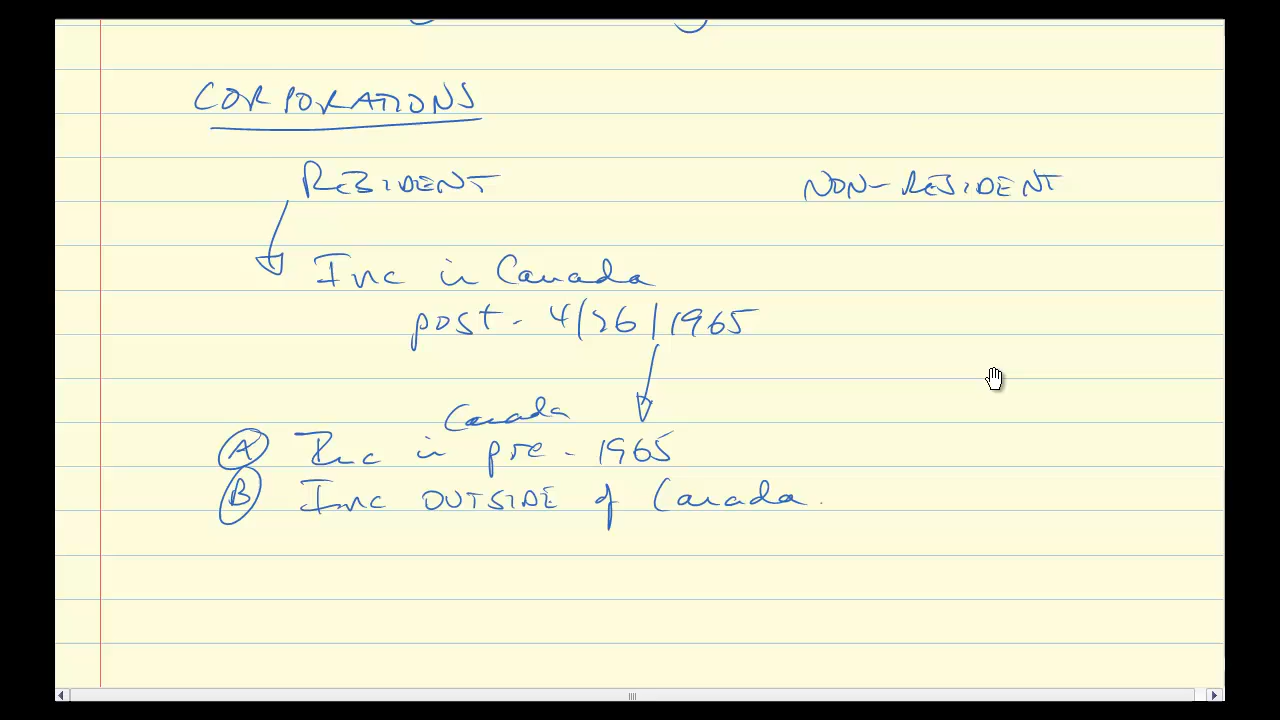 CORPORATIONS
RESIDENT NON-RESIDENT
Inc in Canada
post- 4/26/1965
Canada
A Inc in pre- 1965
B Inc OUTSIDE of Canada.